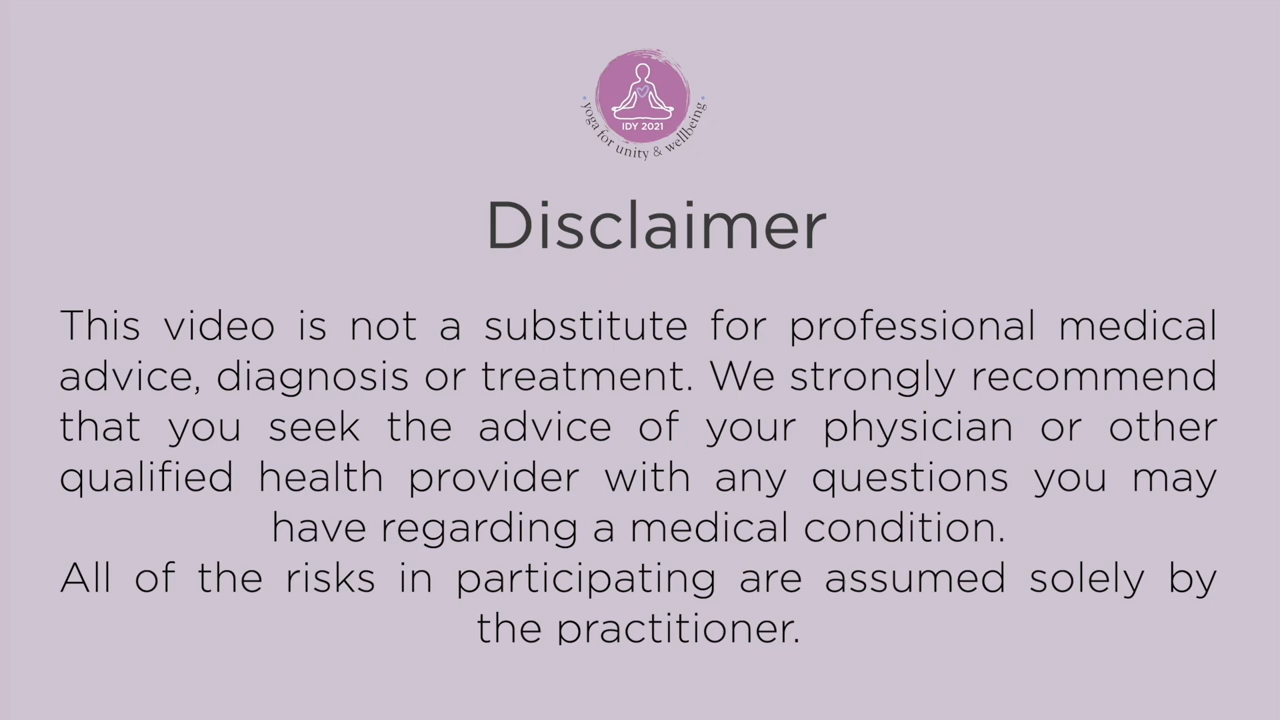 IDY 2021
yoga for unity & wellbeing
Disclaimer
This video is not a substitute for professional medical
advice, diagnosis or treatment. We strongly recommend
that you seek the advice of your physician or other
qualified health provider with any questions you may
have regarding a medical condition.
All of the risks in participating are assumed solely by
the practitioner.